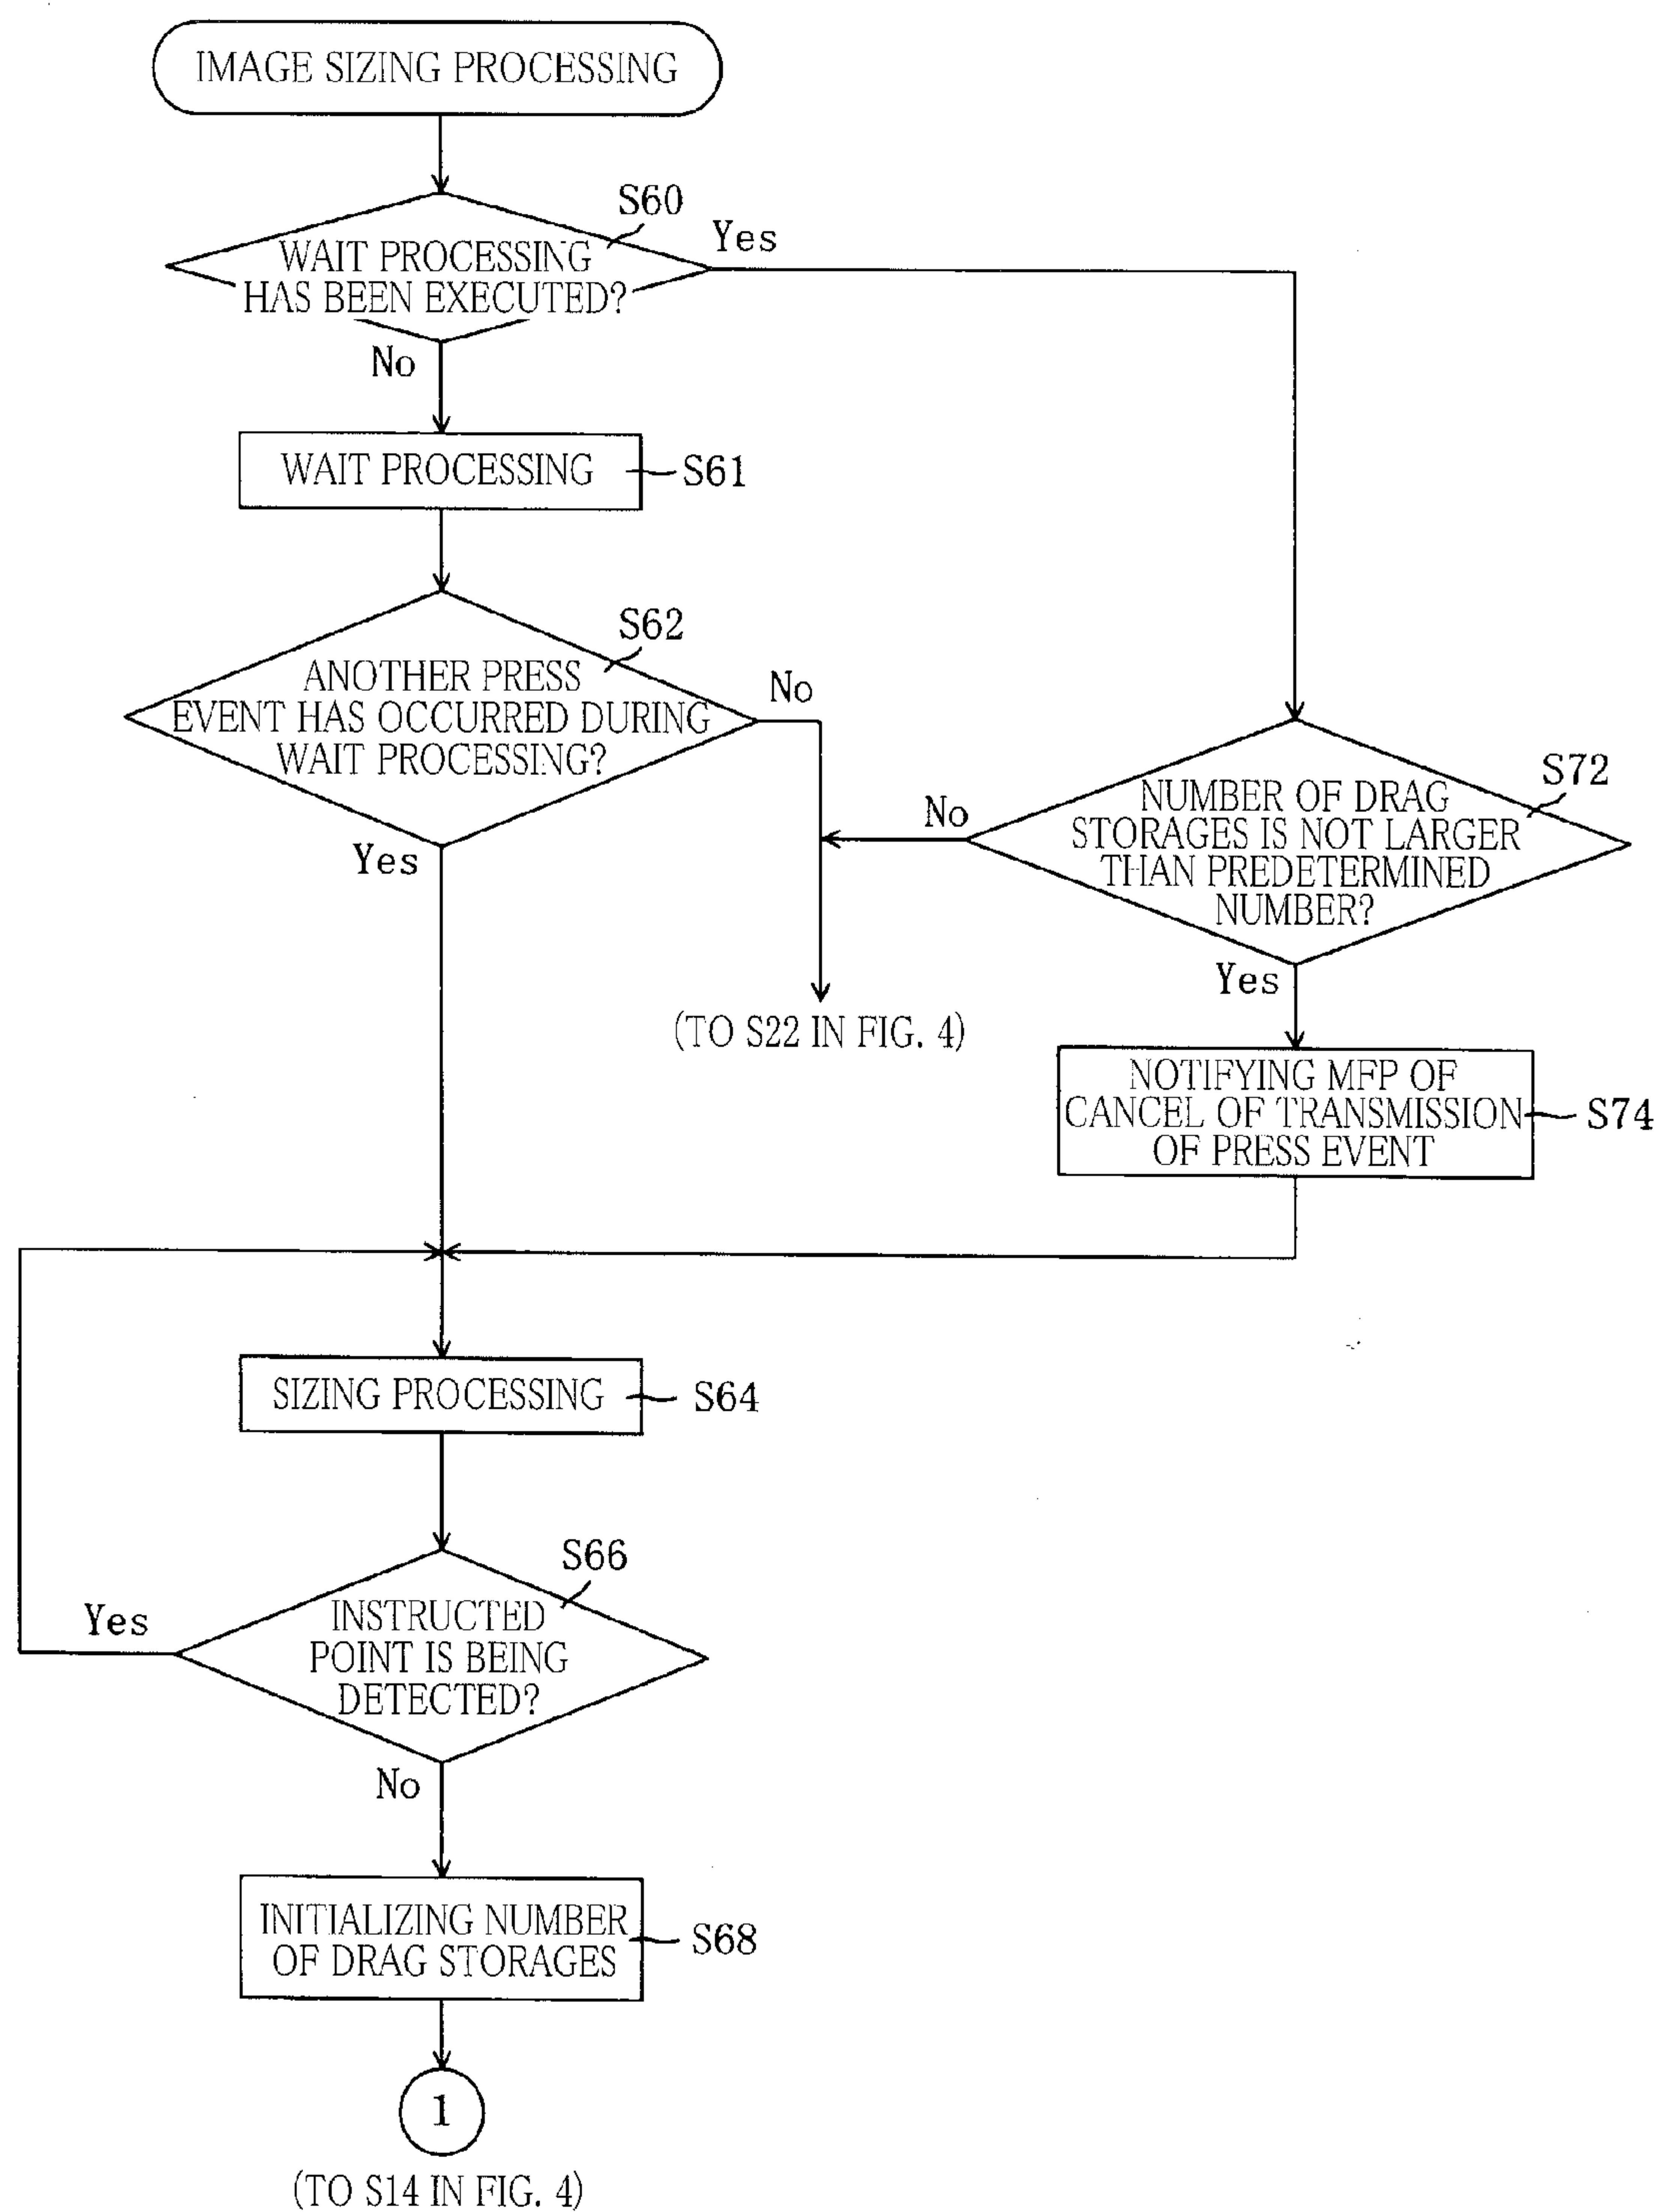 IMAGE SIZING PROCESSING
S60
Yes
WAIT PROCESSING
HAS BEEN EXECUTED?
No
WAIT PROCESSING
S61
S62
ANOTHER PRESS
EVENT HAS OCCURRED DURING
WAIT PROCESSING?
No
Yes
S72
NUMBER OF DRAG
STORAGES IS NOT LARGER
THAN PREDETERMINED
NUMBER?
No
Yes
(TO S22 IN FIG. 4)
NOTIFYING MFP OF
CANCEL OF TRANSMISSION
OF PRESS EVENT
S74
SIZING PROCESSING
S64
S66
INSTRUCTED
POINT IS BEING
DETECTED?
Yes
No
INITIALIZING NUMBER
OF DRAG STORAGES
S68
1
(TO S14 IN FIG. 4)